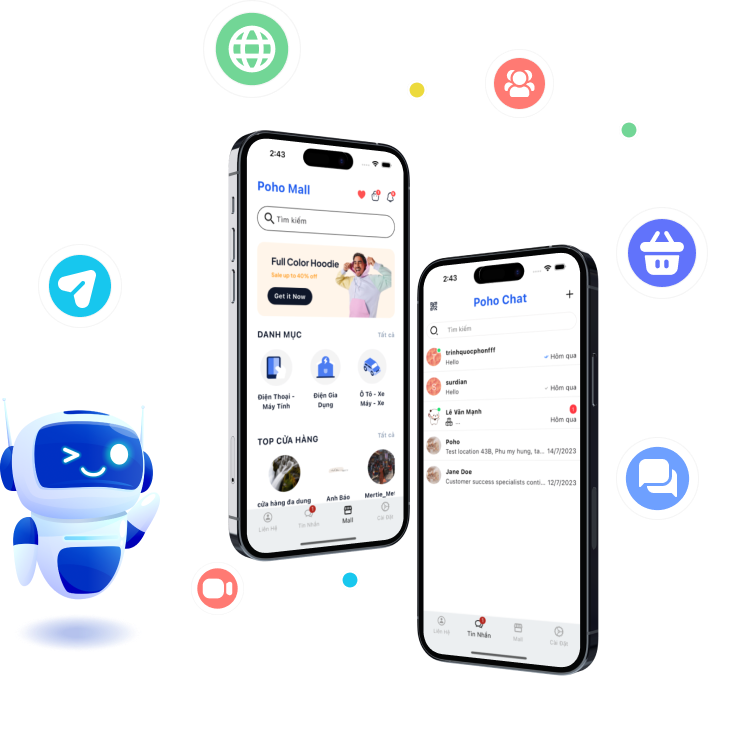 2:43
Poho Mall
Tìm kiếm
Full Color Hoodie
Sale up to 40% off
Get it Now
DANH MỤC
Tất cả
Điện Thoại -
Máy Tính
Điện Gia
Dụng
Ô Tô - Xe
Máy - Xe
TOP CỬA HÀNG
Tất cả
cửa hàng đa dụng
Anh Bảo
Mertie_Me
Liên Hệ
Tin Nhắn
Mall
Cài Đặt
2:43
Poho Chat
Tìm kiếm
trinhquocphonfff
Hello
Hôm qua
surdian
Hello
Hôm qua
Lê Văn Mạnh
...
Hôm qua
Poho
Test location 43B, Phu my hung, ta...
14/7/2023
Jane Doe
Customer success specialists conti...
12/7/2023
Liên Hệ
Tin Nhắn
Mall
Cài Đặt